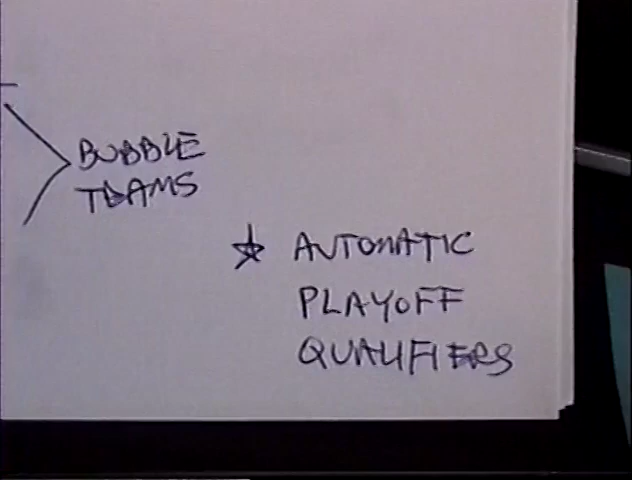 BUBBLE
TEAMS
☆ AUTOMATIC
PLAYOFF
QUALIFIERS